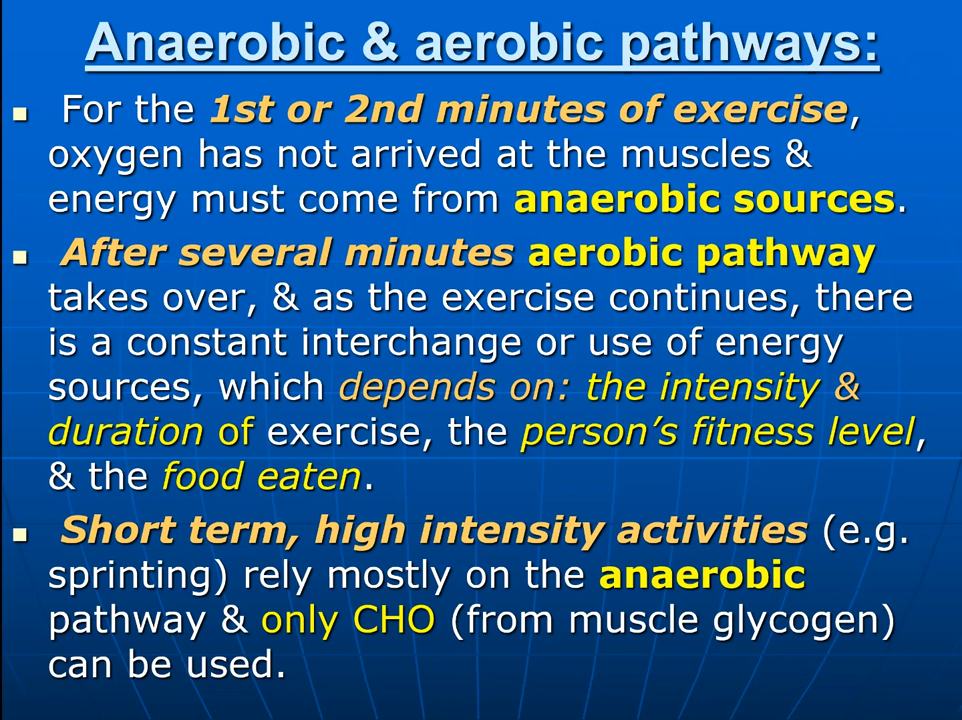 Anaerobic & aerobic pathways:
For the 1st or 2nd minutes of exercise,
oxygen has not arrived at the muscles &
energy must come from anaerobic sources.
After several minutes aerobic pathway
takes over, & as the exercise continues, there
is a constant interchange or use of energy
sources, which depends on: the intensity &
duration of exercise, the person’s fitness level,
& the food eaten.
Short term, high intensity activities (e.g.
sprinting) rely mostly on the anaerobic
pathway & only CHO (from muscle glycogen)
can be used.